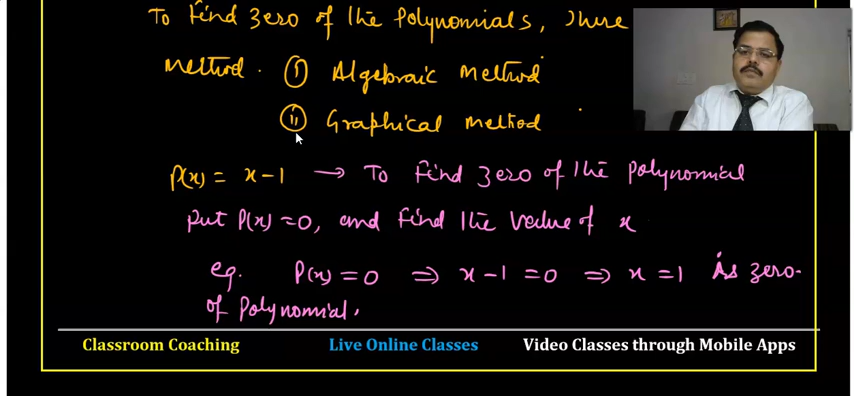 To find zero of the Polynomials, there
Method. (i) Algebraic Method
(ii) Graphical Method
P(x) = x - 1 → To find zero of the polynomial
put P(x) = 0, and find the value of x
eg. P(x) = 0 ⇒ x - 1 = 0 ⇒ x = 1 is zero
of polynomial.
Classroom Coaching Live Online Classes Video Classes through Mobile Apps